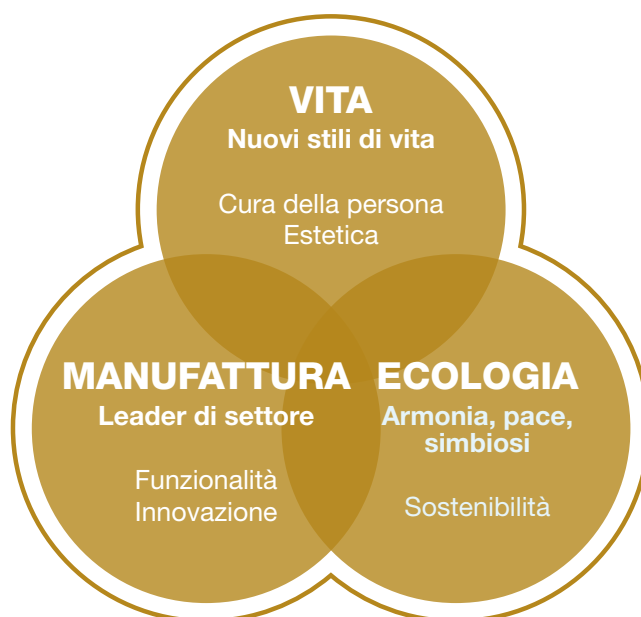 VITA
Nuovi stili di vita
Cura della persona
Estetica
MANUFATTURA
Leader di settore
Funzionalità
Innovazione
ECOLOGIA
Armonia, pace,
simbiosi
Sostenibilità